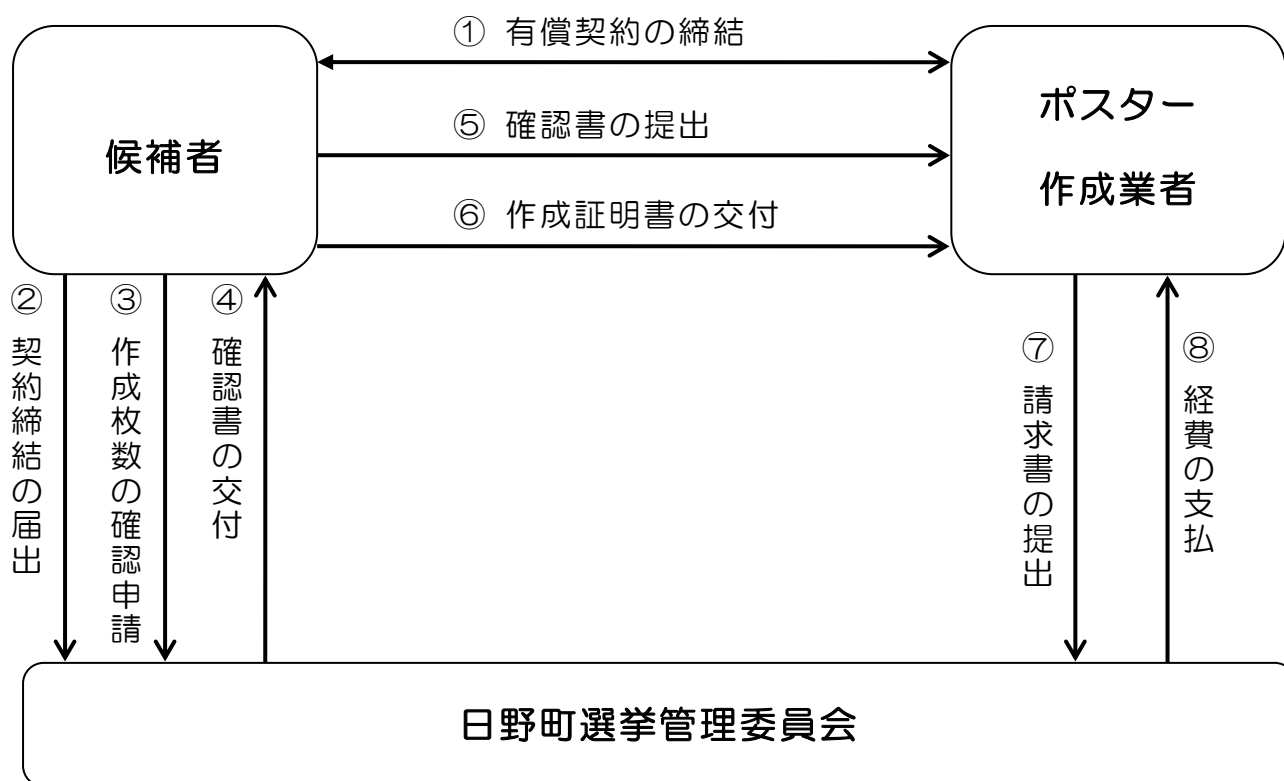 ① 有償契約の締結
候補者
⑤ 確認書の提出
⑥ 作成証明書の交付
ポスター
作成業者
② 契約締結の届出
③ 作成枚数の確認申請
④ 確認書の交付
⑦ 請求書の提出
⑧ 経費の支払
日野町選挙管理委員会